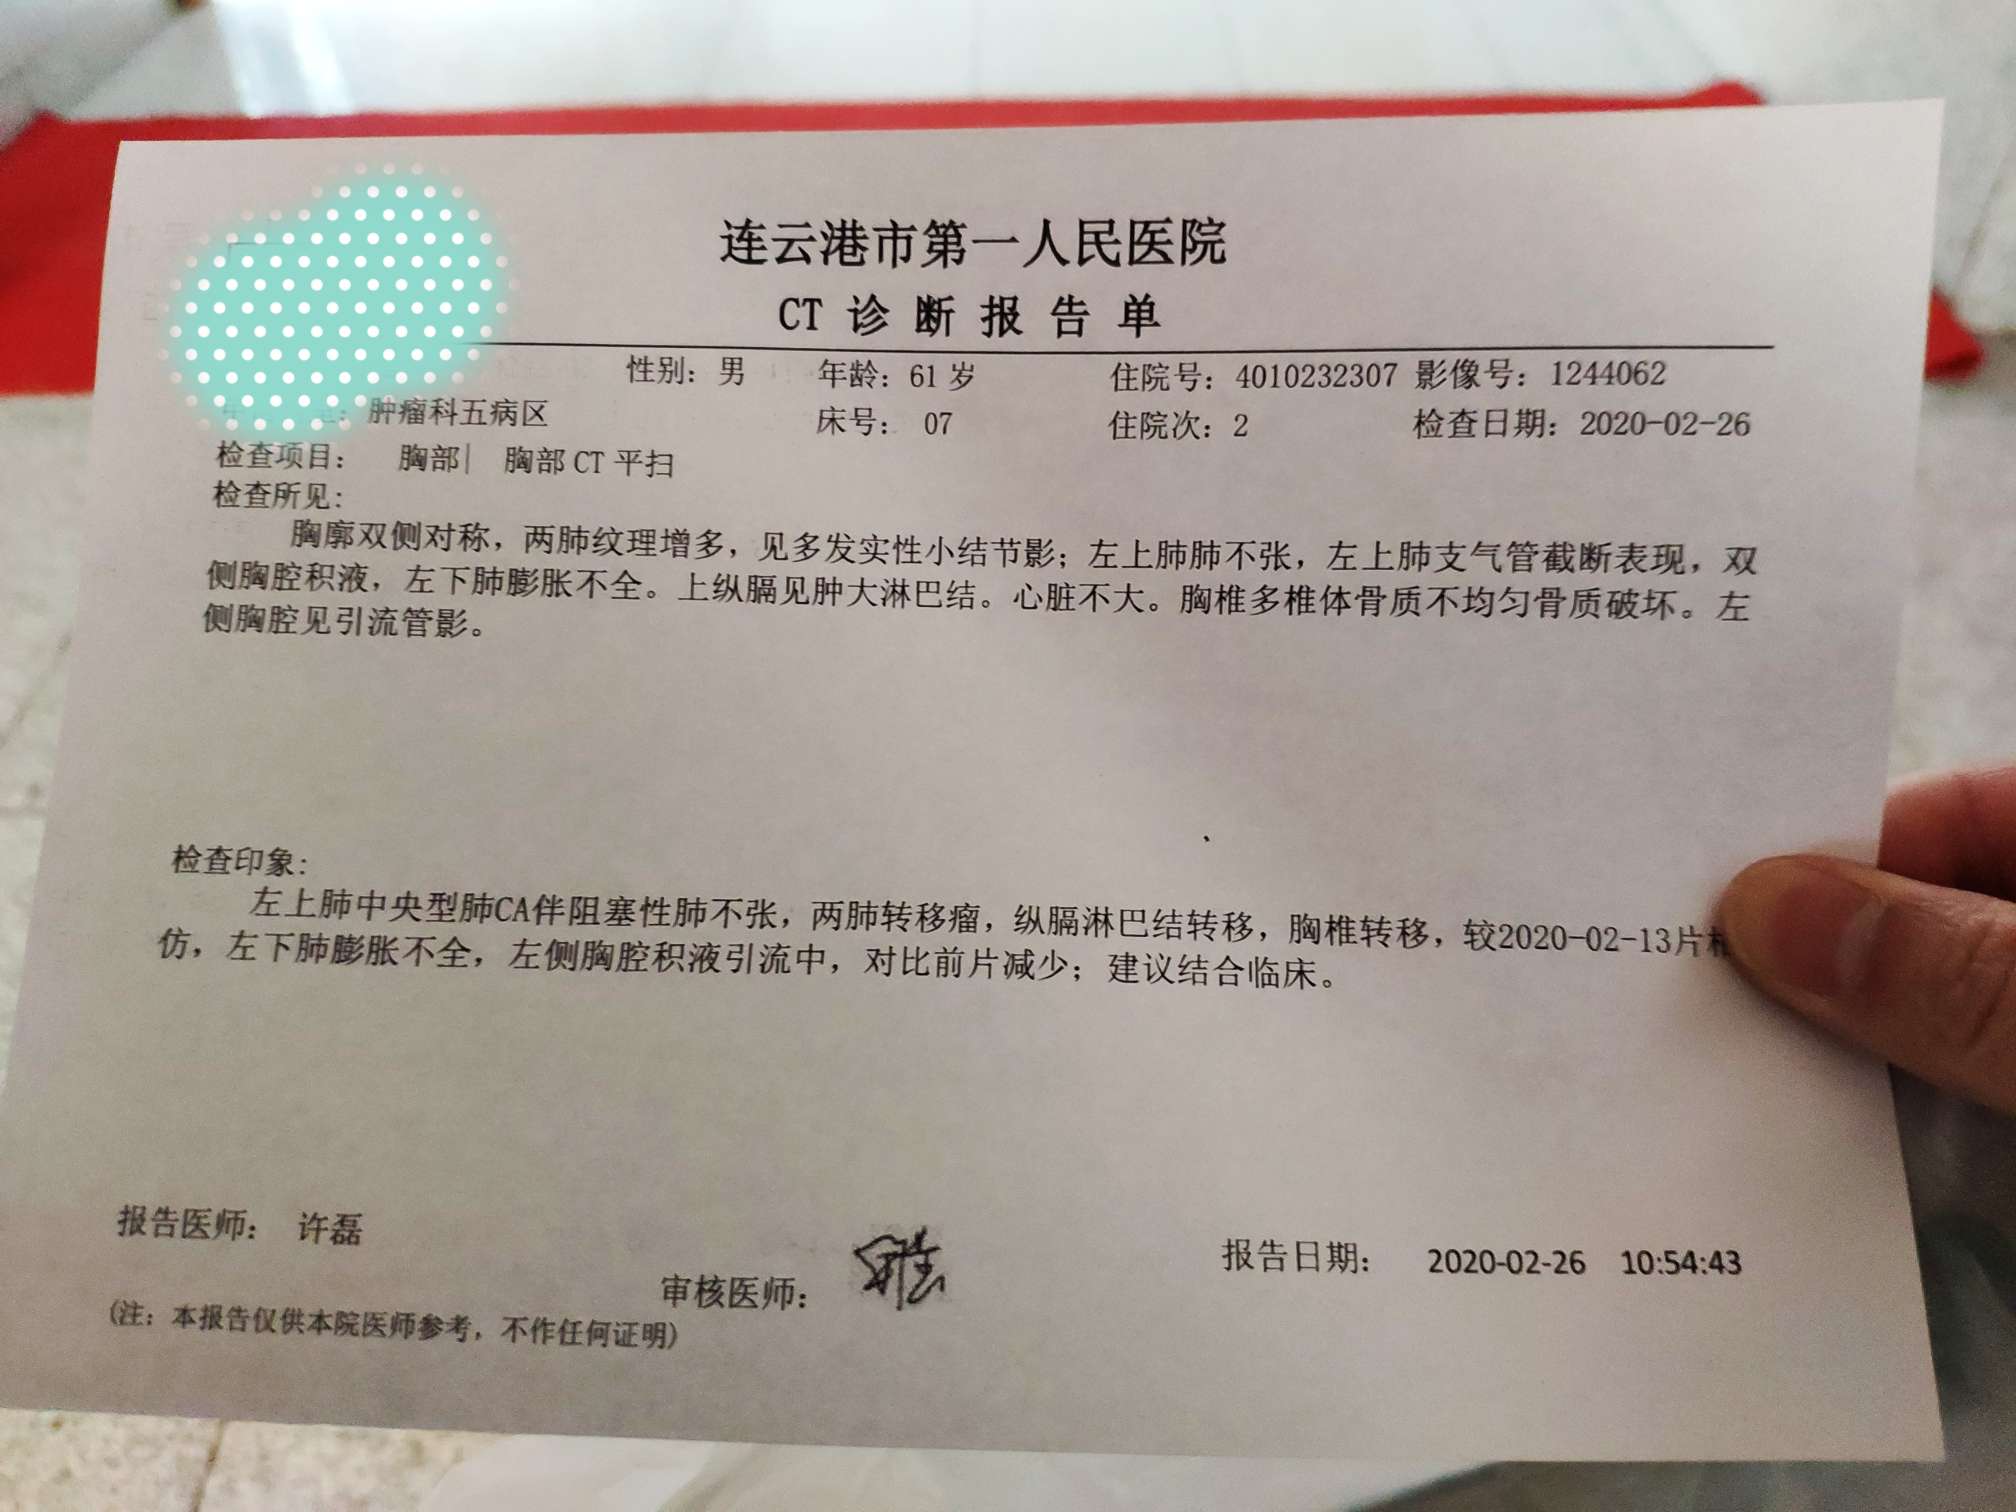 连云港市第一人民医院
CT 诊 断 报 告 单
性别：男 年龄：61 岁 住院号：4010232307 影像号：1244062
肿瘤科五病区 床号： 07 住院次：2 检查日期：2020-02-26
检查项目： 胸部| 胸部 CT 平扫
检查所见：
胸廓双侧对称，两肺纹理增多，见多发实性小结节影；左上肺肺不张，左上肺支气管截断表现，双
侧胸腔积液，左下肺膨胀不全。上纵膈见肿大淋巴结。心脏不大。胸椎多椎体骨质不均匀骨质破坏。左
侧胸腔见引流管影。
检查印象：
左上肺中央型肺CA伴阻塞性肺不张，两肺转移瘤，纵膈淋巴结转移，胸椎转移，较2020-02-13片
仿，左下肺膨胀不全，左侧胸腔积液引流中，对比前片减少；建议结合临床。
报告医师： 许磊
审核医师：
报告日期： 2020-02-26 10:54:43
(注：本报告仅供本院医师参考，不作任何证明)